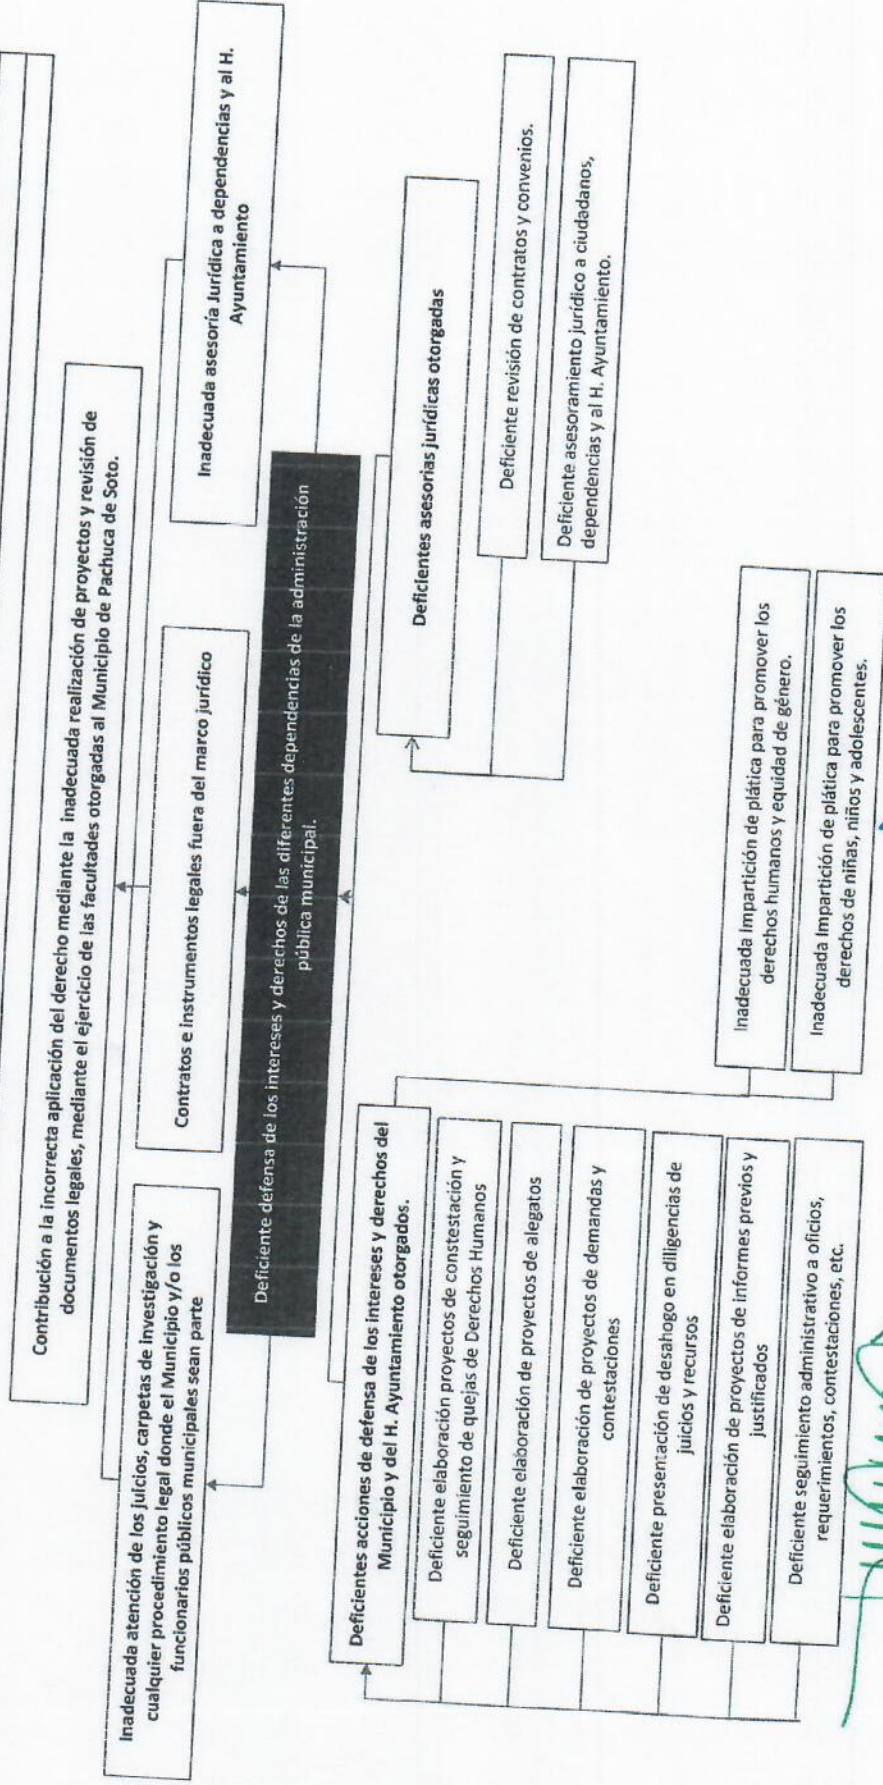 Contribución a la incorrecta aplicación del derecho mediante la inadecuada realización de proyectos y revisión de
documentos legales, mediante el ejercicio de las facultades otorgadas al Municipio de Pachuca de Soto.
Inadecuada atención de los juicios, carpetas de Investigación y
cualquier procedimiento legal donde el Municipio y/o los
funcionarios públicos municipales sean parte
Contratos e instrumentos legales fuera del marco jurídico
Inadecuada asesoría Jurídica a dependencias y al H.
Ayuntamiento
Deficiente defensa de los intereses y derechos de las diferentes dependencias de la administración
pública municipal.
Deficientes acciones de defensa de los intereses y derechos del
Municipio y del H. Ayuntamiento otorgados.
Deficiente elaboración proyectos de constestación y
seguimiento de quejas de Derechos Humanos
Deficiente elaboración de proyectos de alegatos
Deficiente elaboración de proyectos de demandas y
contestaciones
Deficiente presentación de desahogo en diligencias de
juicios y recursos
Deficiente elaboración de proyectos de informes previos y
justificados
Deficiente seguimiento administrativo a oficios,
requerimientos, contestaciones, etc.
Inadecuada Impartición de plática para promover los
derechos humanos y equidad de género.
Inadecuada Impartición de plática para promover los
derechos de niñas, niños y adolescentes.
Deficientes asesorias jurídicas otorgadas
Deficiente revisión de contratos y convenios.
Deficiente asesoramiento jurídico a ciudadanos,
dependencias y al H. Ayuntamiento.